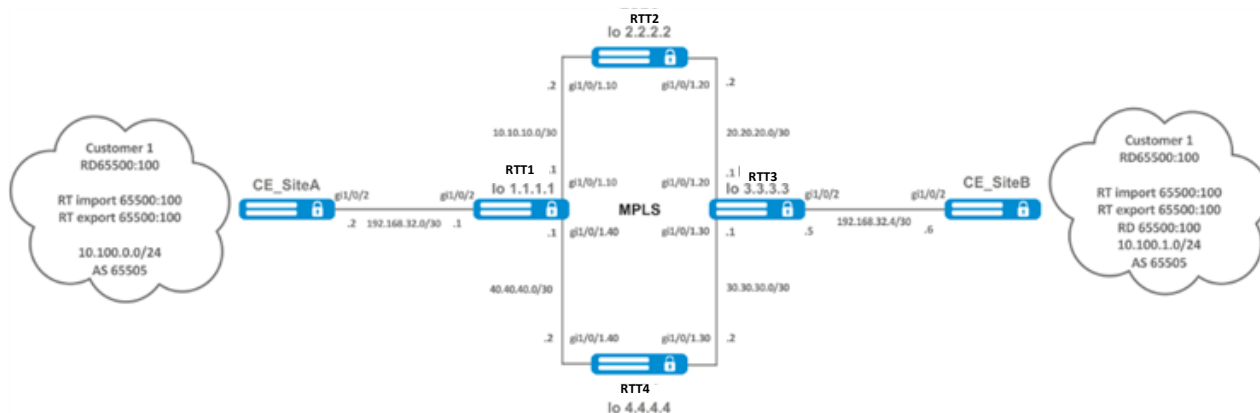 RTT2
lo 2.2.2.2
.2
gi1/0/1.10
gi1/0/1.20
.2
10.10.10.0/30
20.20.20.0/30
Customer 1
RD65500:100
RT import 65500:100
RT export 65500:100
10.100.0.0/24
AS 65505
CE_SiteA
gi1/0/2
.2
192.168.32.0/30
.1
gi1/0/2
RTT1
lo 1.1.1.1
.1
gi1/0/1.10
gi1/0/1.20
.1
RTT3
lo 3.3.3.3
MPLS
.1
gi1/0/1.40
gi1/0/1.30
.1
gi1/0/2
.5
192.168.32.4/30
.6
gi1/0/2
CE_SiteB
Customer 1
RD65500:100
RT import 65500:100
RT export 65500:100
RD 65500:100
10.100.1.0/24
AS 65505
40.40.40.0/30
30.30.30.0/30
.2
gi1/0/1.40
gi1/0/1.30
.2
RTT4
lo 4.4.4.4